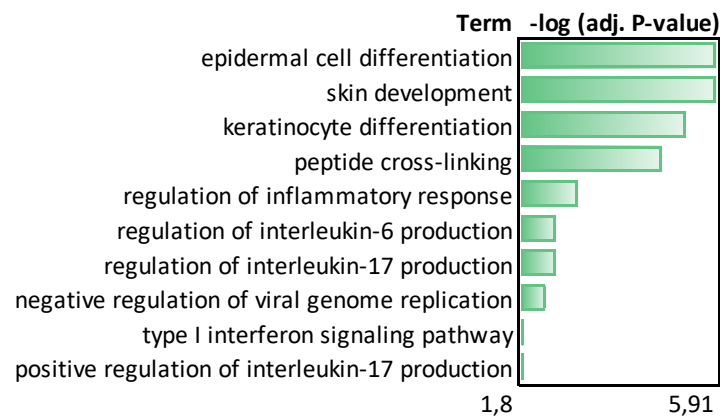 Term -log (adj. P-value)
epidermal cell differentiation
skin development
keratinocyte differentiation
peptide cross-linking
regulation of inflammatory response
regulation of interleukin-6 production
regulation of interleukin-17 production
negative regulation of viral genome replication
type I interferon signaling pathway
positive regulation of interleukin-17 production
1,8 5,91